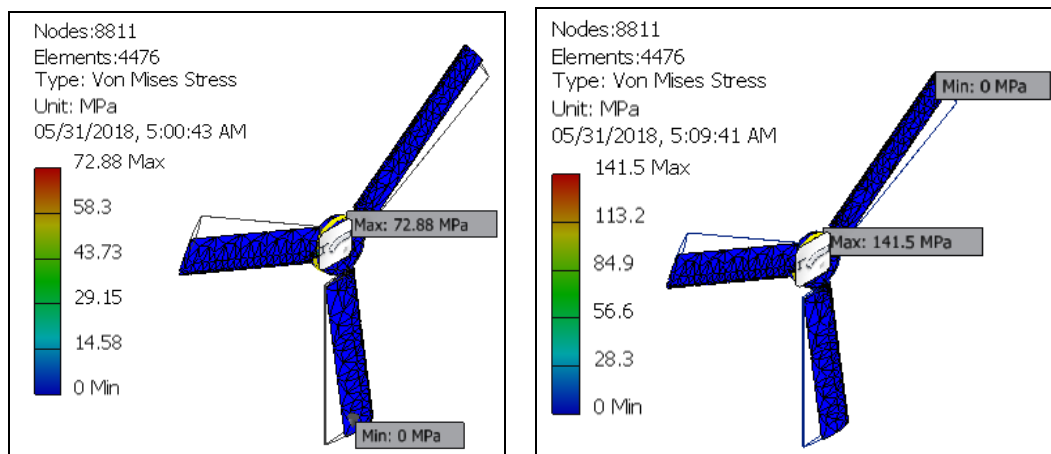 Nodes:8811
Elements:4476
Type: Von Mises Stress
Unit: MPa
05/31/2018, 5:00:43 AM
72.88 Max
58.3
43.73
29.15
14.58
0 Min
Max: 72.88 MPa
Min: 0 MPa
Nodes:8811
Elements:4476
Type: Von Mises Stress
Unit: MPa
05/31/2018, 5:09:41 AM
141.5 Max
113.2
84.9
56.6
28.3
0 Min
Min: 0 MPa
Max: 141.5 MPa